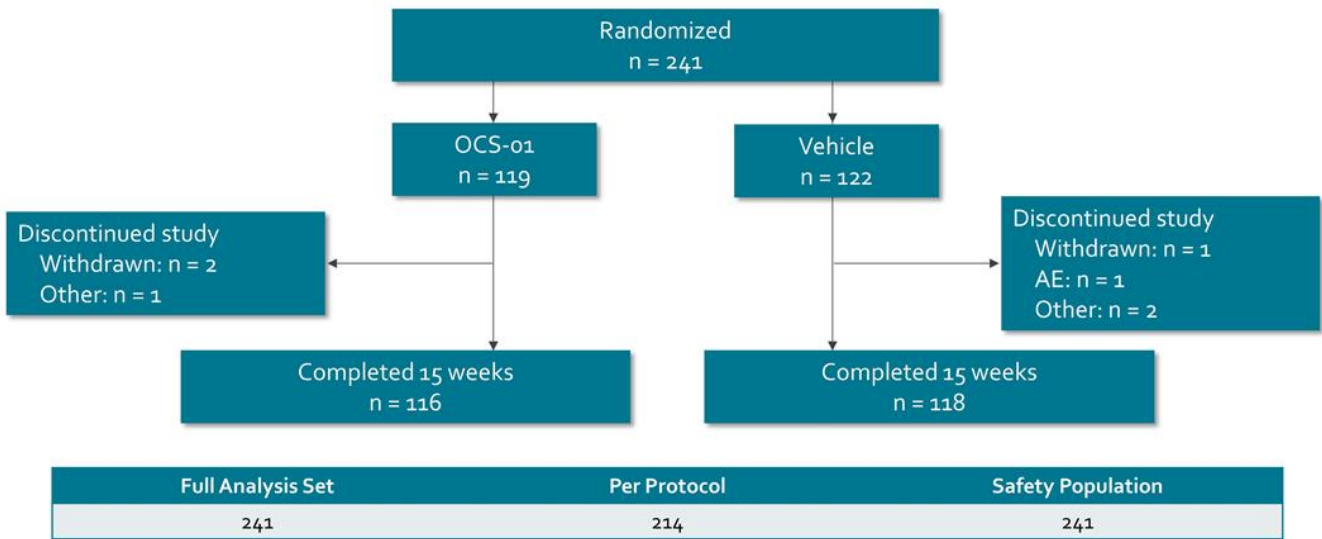 Randomized
n = 241
OCS-01
n = 119
Vehicle
n = 122
Discontinued study
Withdrawn: n = 2
Other: n = 1
Discontinued study
Withdrawn: n = 1
AE: n = 1
Other: n = 2
Completed 15 weeks
n = 116
Completed 15 weeks
n = 118
Full Analysis Set Per Protocol Safety Population
241 214 241